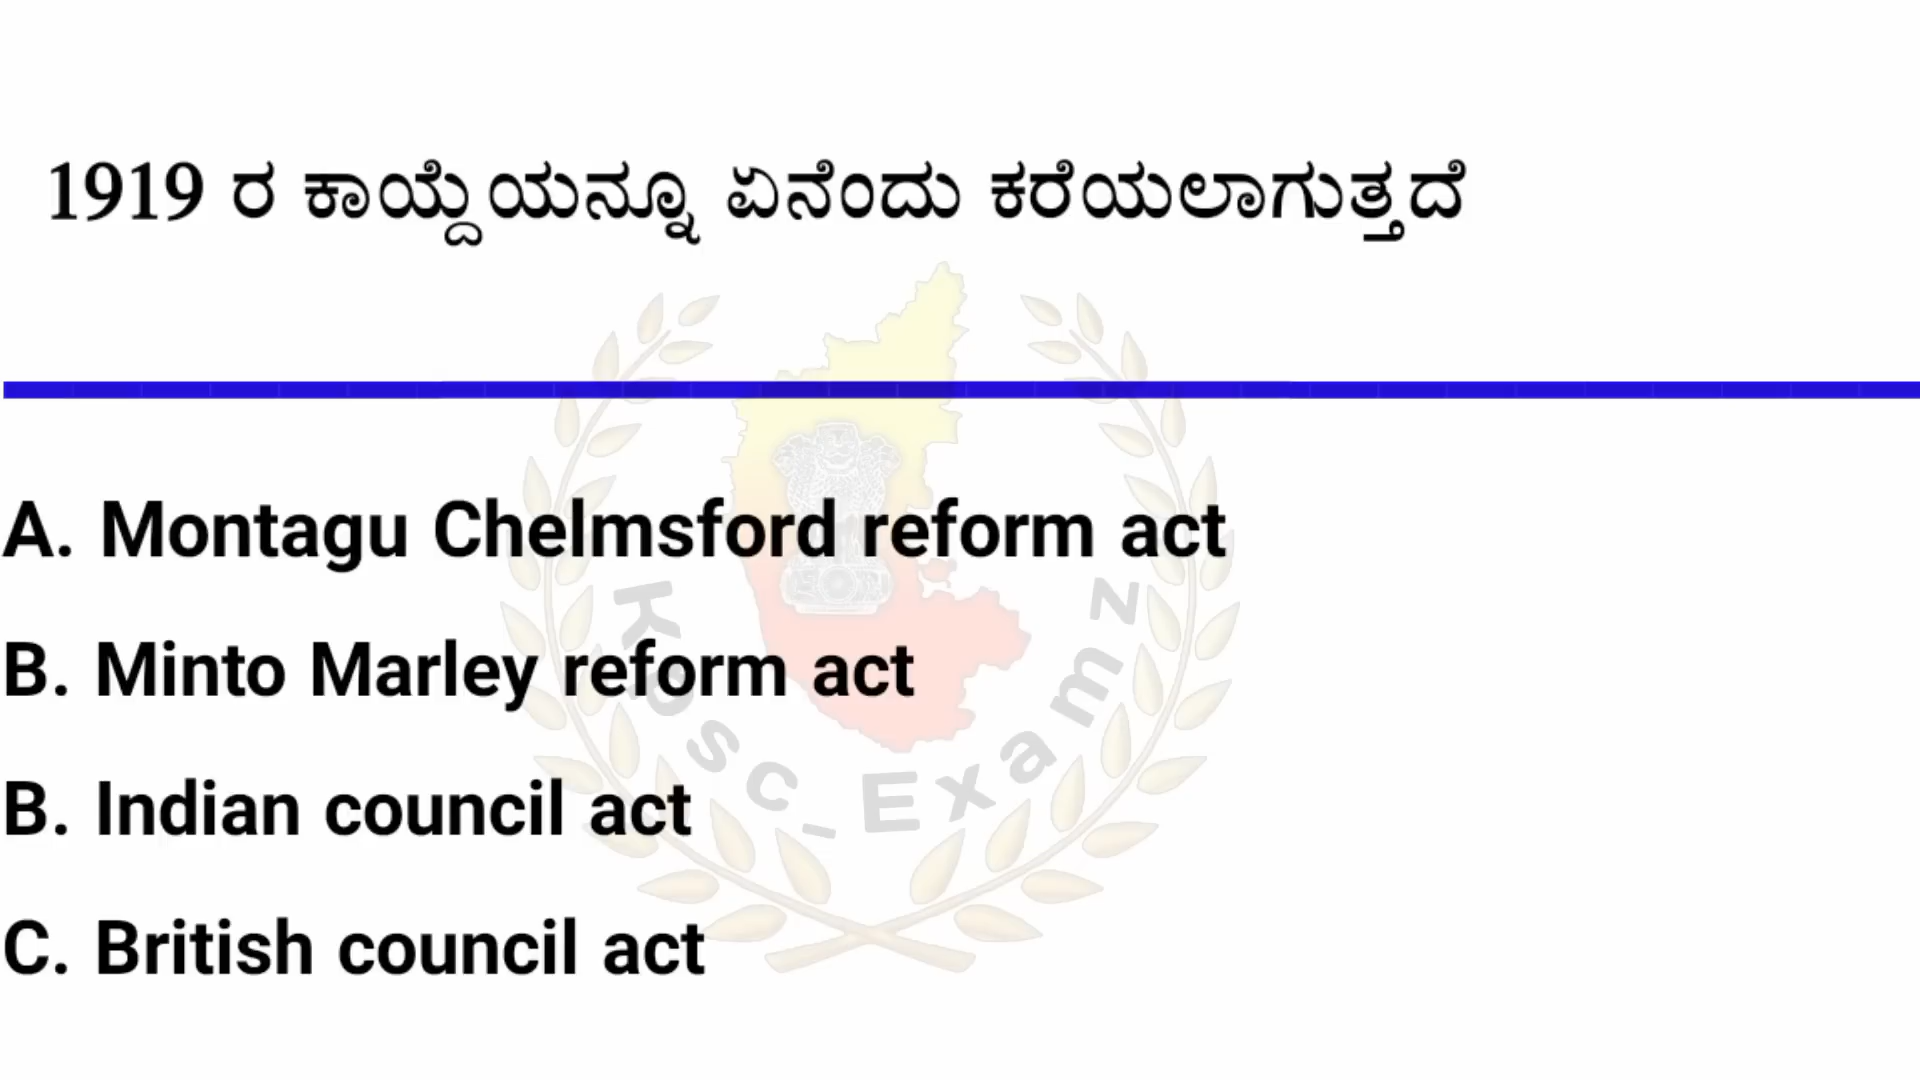 1919 ರ ಕಾಯ್ದೆಯನ್ನೂ ಏನೆಂದು ಕರೆಯಲಾಗುತ್ತದೆ
A. Montagu Chelmsford reform act
B. Minto Marley reform act
B. Indian council act
C. British council act
Kpsc_Examz